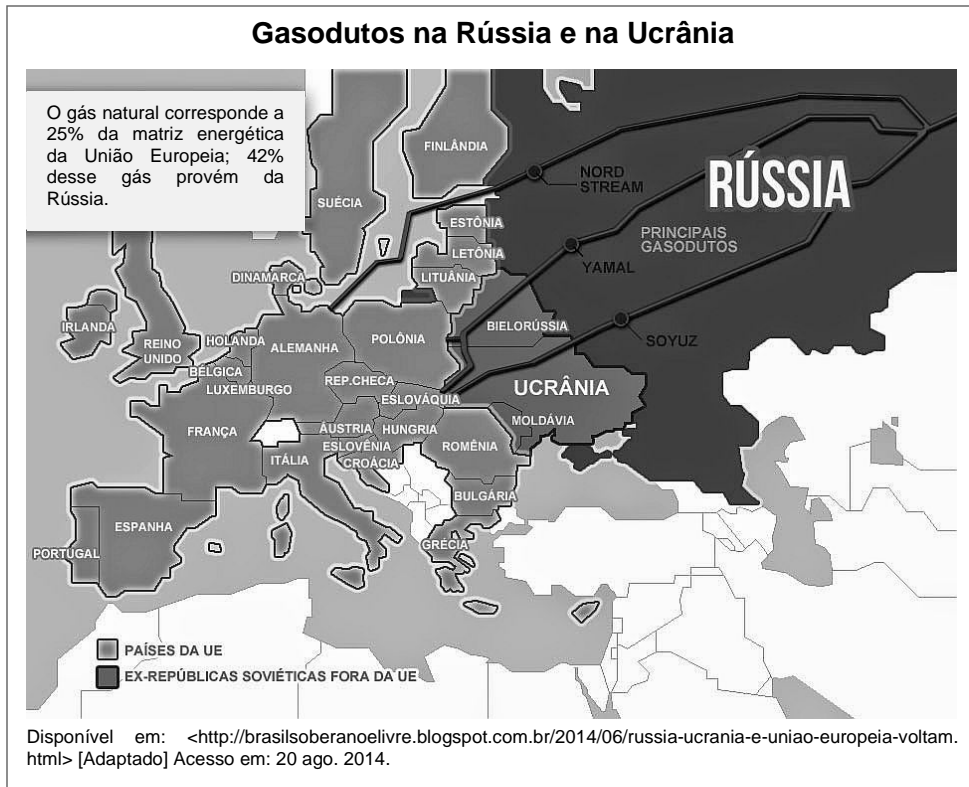 Gasodutos na Rússia e na Ucrânia
O gás natural corresponde a
25% da matriz energética
da União Europeia; 42%
desse gás provém da
Rússia.
FINLÂNDIA
NORD
STREAM
RÚSSIA
SUÉCIA
ESTÔNIA
PRINCIPAIS
GASODUTOS
LETÔNIA
YAMAL
DINAMARCA
LITUÂNIA
IRLANDA
REINO
UNIDO
HOLANDA
ALEMANHA
POLÔNIA
BIELORÚSSIA
SOYUZ
BÉLGICA
LUXEMBURGO
REP.CHECA
ESLOVÁQUIA
UCRÂNIA
FRANÇA
ÁUSTRIA
HUNGRIA
MOLDÁVIA
ESLOVÊNIA
ROMÊNIA
ITÁLIA
CROÁCIA
BULGÁRIA
ESPANHA
PORTUGAL
GRÉCIA
PAÍSES DA UE
EX-REPÚBLICAS SOVIÉTICAS FORA DA UE
Disponível em: <http://brasilsoberanoelivre.blogspot.com.br/2014/06/russia-ucrania-e-uniao-europeia-voltam.
html> [Adaptado] Acesso em: 20 ago. 2014.